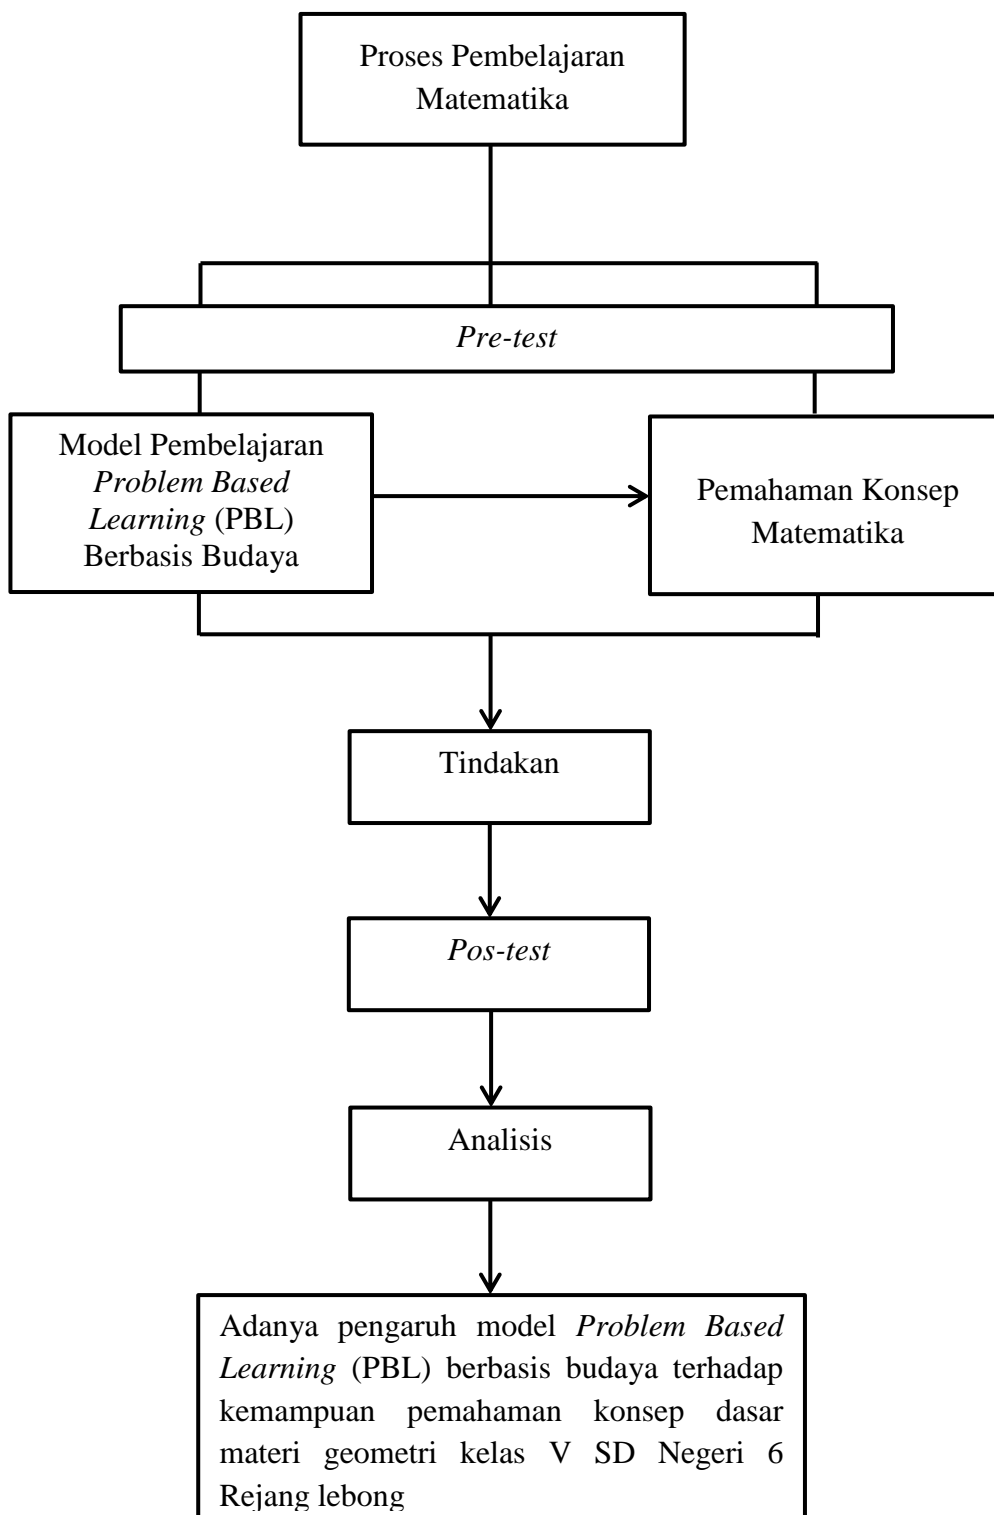 Proses Pembelajaran
Matematika
Pre-test
Model Pembelajaran
Problem Based
Learning (PBL)
Berbasis Budaya
Pemahaman Konsep
Matematika
Tindakan
Pos-test
Analisis
Adanya pengaruh model Problem Based
Learning (PBL) berbasis budaya terhadap
kemampuan pemahaman konsep dasar
materi geometri kelas V SD Negeri 6
Rejang lebong